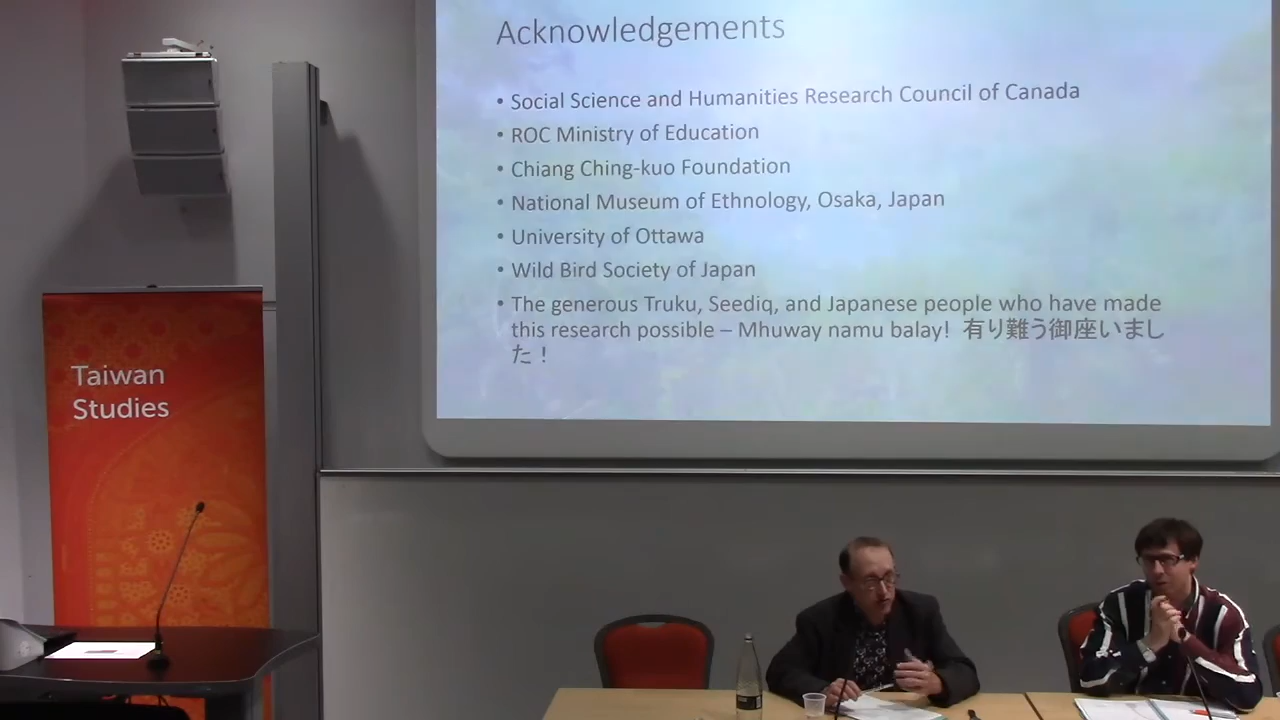 Acknowledgements
• Social Science and Humanities Research Council of Canada
• ROC Ministry of Education
• Chiang Ching-kuo Foundation
• National Museum of Ethnology, Osaka, Japan
• University of Ottawa
• Wild Bird Society of Japan
• The generous Truku, Seediq, and Japanese people who have made
this research possible – Mhuway namu balay! 有り難う御座いまし
た！
Taiwan
Studies